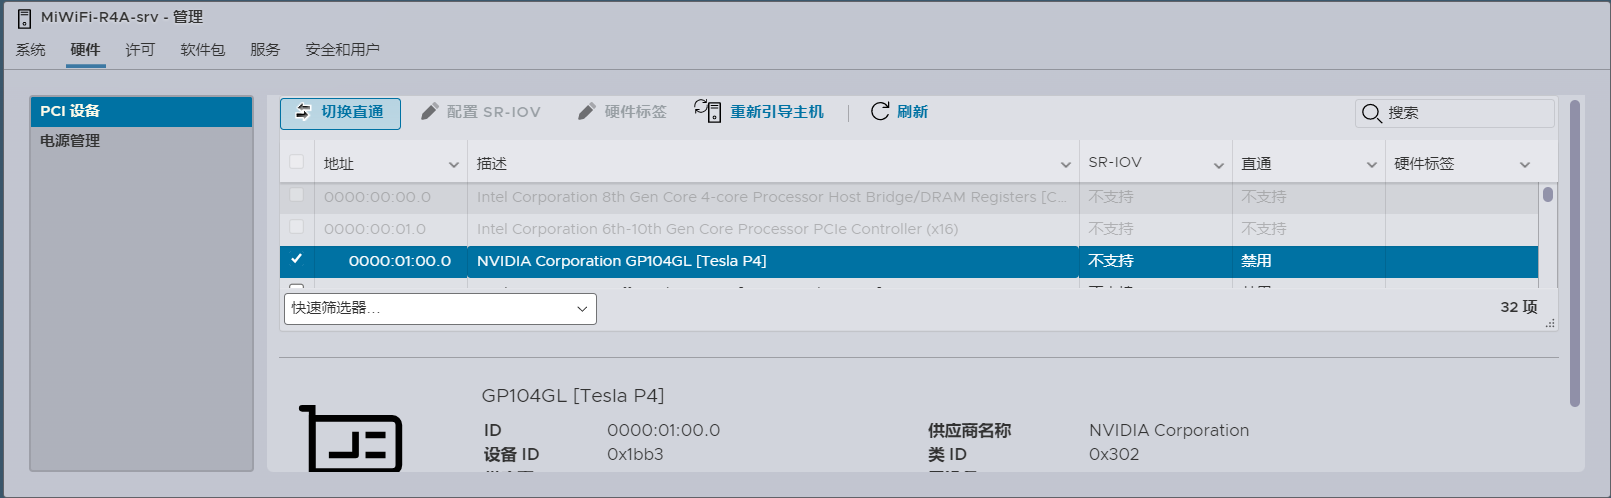 MiWiFi-R4A-srv - 管理
系统 硬件 许可 软件包 服务 安全和用户
PCI 设备
电源管理
切换直通 配置 SR-IOV 硬件标签 重新引导主机 | 刷新 搜索
地址 描述 SR-IOV 直通 硬件标签
0000:00:00.0 Intel Corporation 8th Gen Core 4-core Processor Host Bridge/DRAM Registers [C... 不支持 不支持
0000:00:01.0 Intel Corporation 6th-10th Gen Core Processor PCIe Controller (x16) 不支持 不支持
0000:01:00.0 NVIDIA Corporation GP104GL [Tesla P4] 不支持 禁用
快速筛选器... 32 项
GP104GL [Tesla P4]
ID 0000:01:00.0 供应商名称 NVIDIA Corporation
设备 ID 0x1bb3 类 ID 0x302